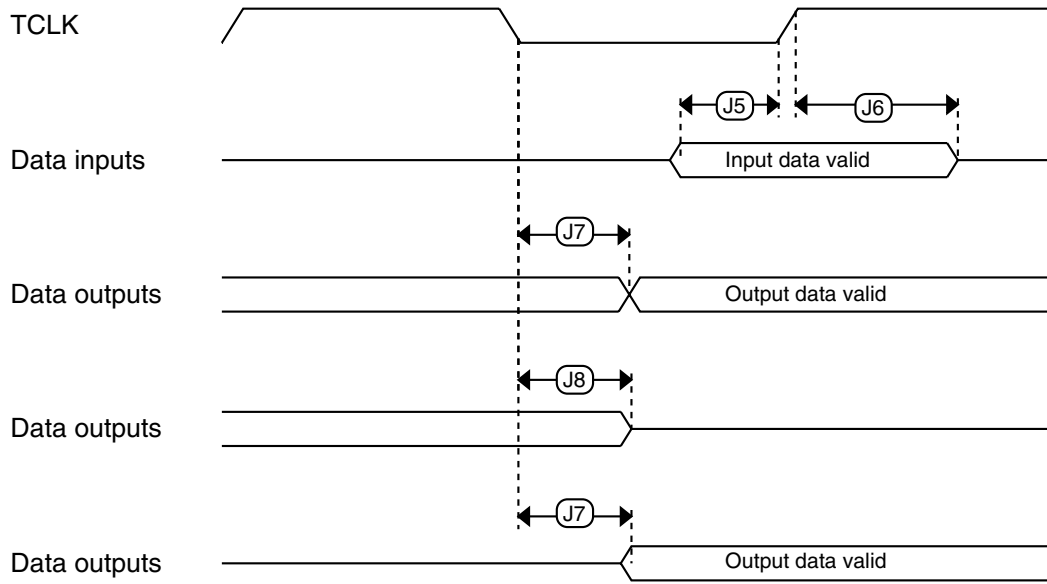 TCLK
J5
J6
Data inputs
Input data valid
J7
Data outputs
Output data valid
J8
Data outputs
J7
Data outputs
Output data valid